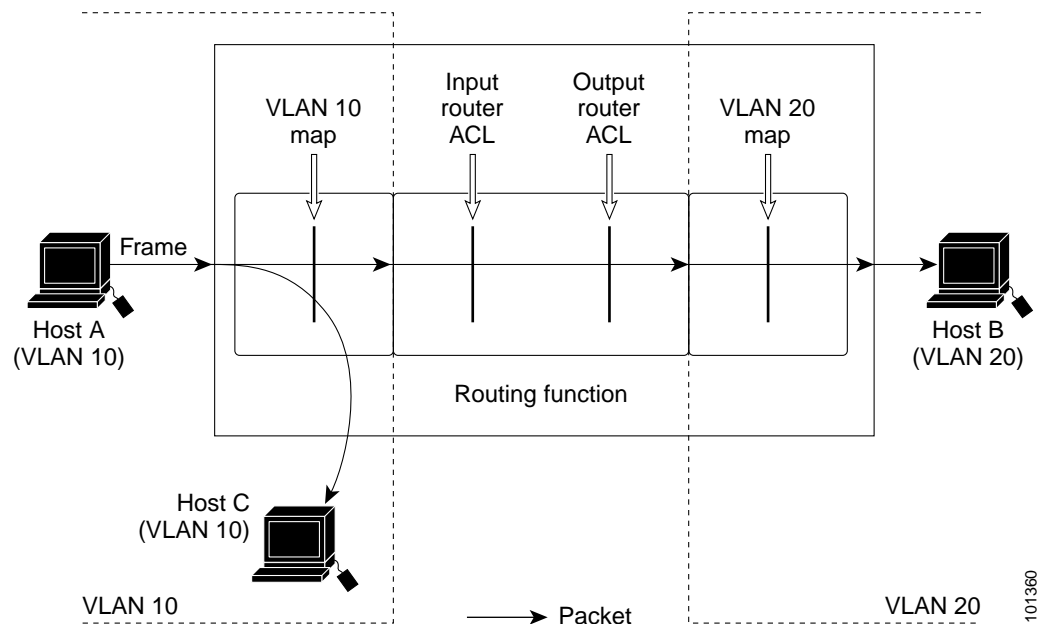 VLAN 10
map
Input
router
ACL
Output
router
ACL
VLAN 20
map
Frame
Host A
(VLAN 10)
Host B
(VLAN 20)
Routing function
Host C
(VLAN 10)
VLAN 10
Packet
VLAN 20
101360